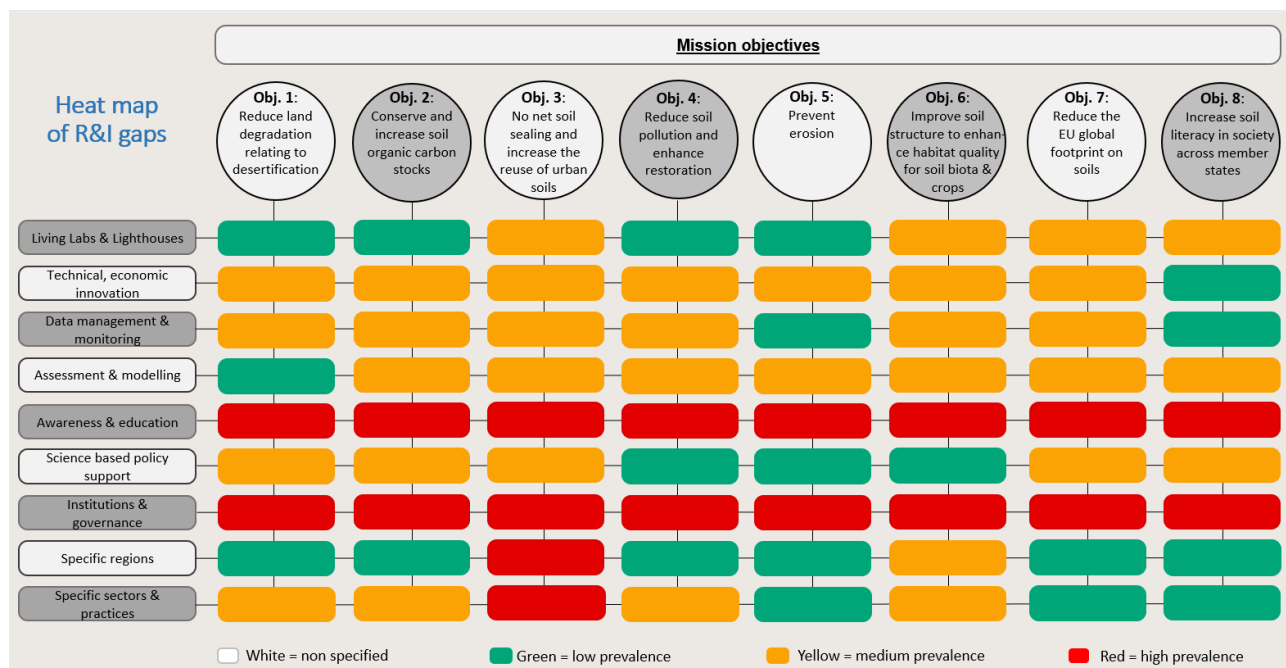 Mission objectives
Heat map
of R&I gaps
Obj. 1:
Reduce land
degradation
relating to
desertification
Obj. 2:
Conserve and
increase soil
organic carbon
stocks
Obj. 3:
No net soil
sealing and
increase the
reuse of urban
soils
Obj. 4:
Reduce soil
pollution and
enhance
restoration
Obj. 5:
Prevent
erosion
Obj. 6:
Improve soil
structure to enhan-
ce habitat quality
for soil biota &
crops
Obj. 7:
Reduce the
EU global
footprint on
soils
Obj. 8:
Increase soil
literacy in society
across member
states
Living Labs & Lighthouses
Technical, economic
innovation
Data management &
monitoring
Assessment & modelling
Awareness & education
Science based policy
support
Institutions &
governance
Specific regions
Specific sectors &
practices
White = non specified
Green = low prevalence
Yellow = medium prevalence
Red = high prevalence